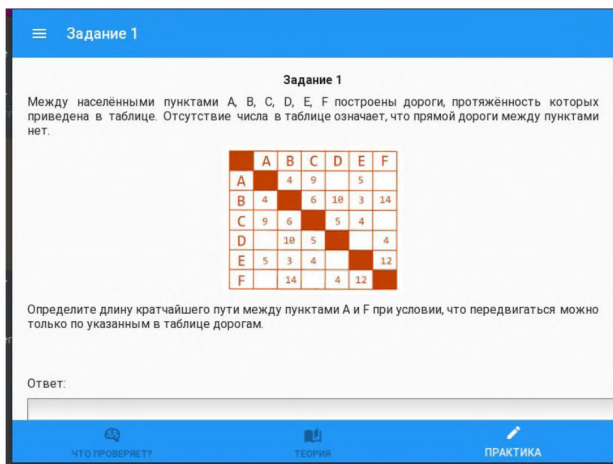 Задание 1
Задание 1
Между населёнными пунктами A, B, C, D, E, F построены дороги, протяжённость которых
приведена в таблице. Отсутствие числа в таблице означает, что прямой дороги между пунктами
нет.
A B C D E F
A 4 9 5
B 4 6 10 3 14
C 9 6 5 4
D 10 5 4
E 5 3 4 12
F 14 4 12
Определите длину кратчайшего пути между пунктами A и F при условии, что передвигаться можно
только по указанным в таблице дорогам.
Ответ:
ЧТО ПРОВЕРЯЕТ? ТЕОРИЯ ПРАКТИКА